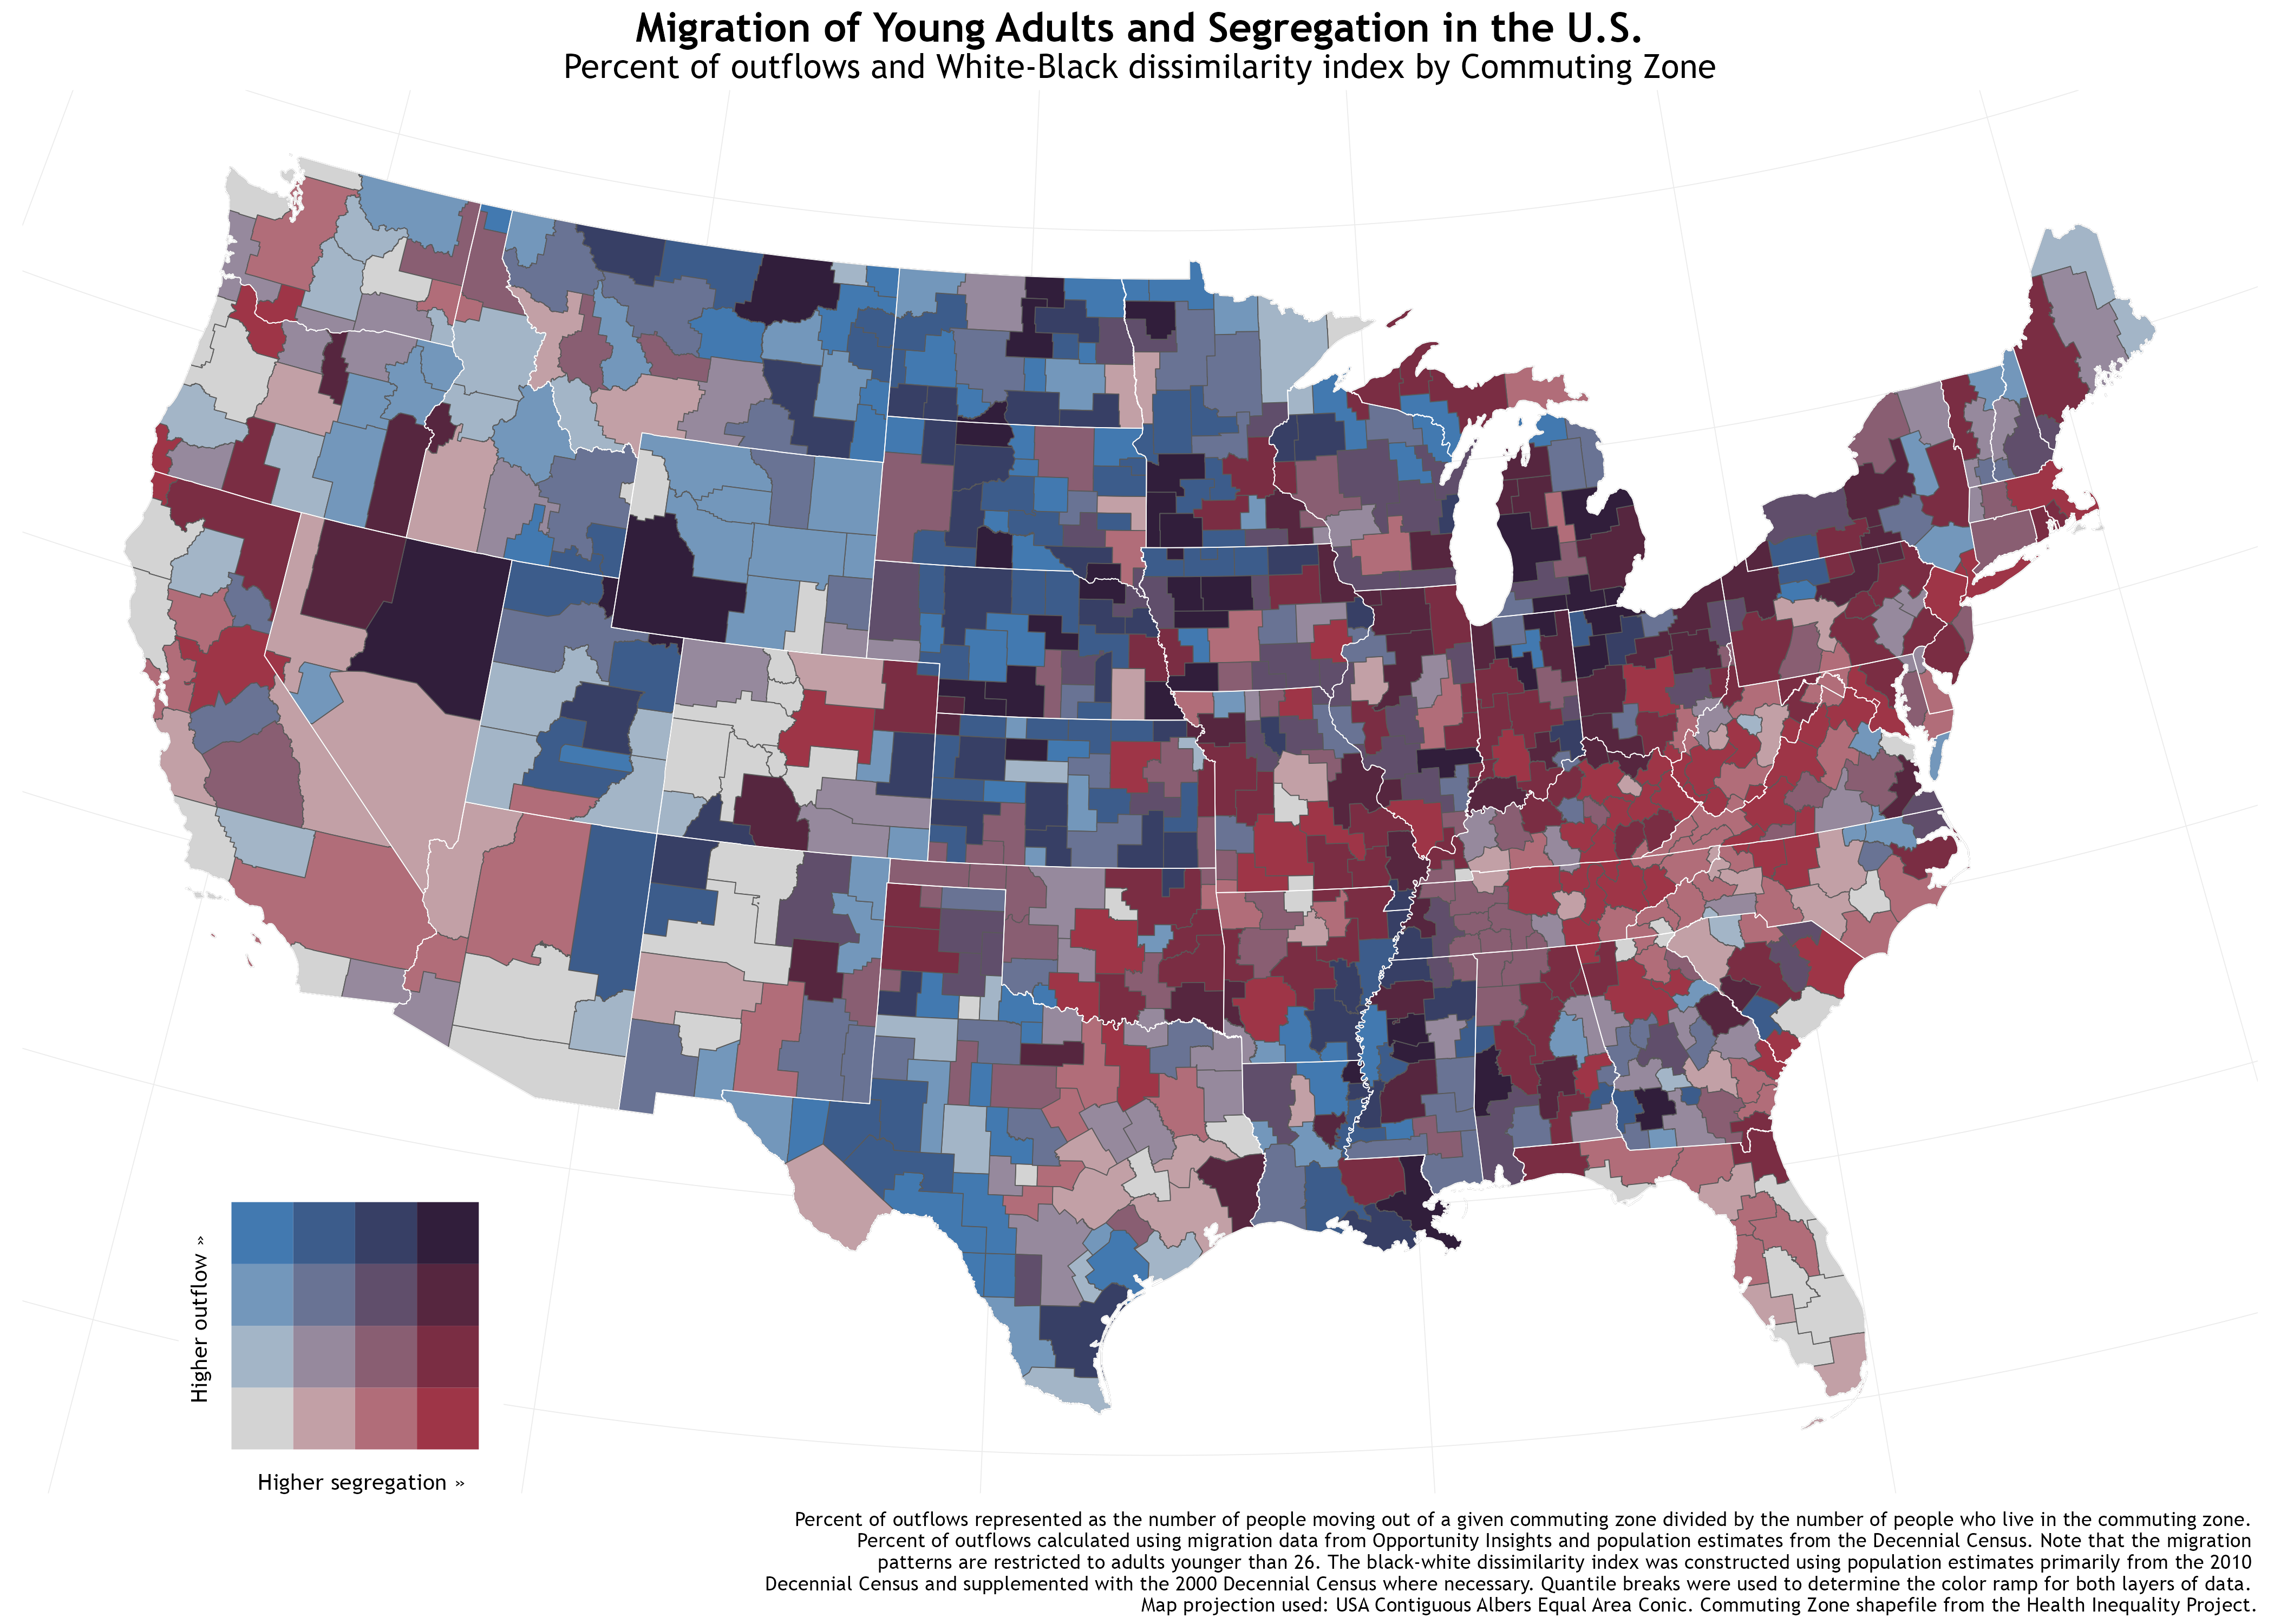 Migration of Young Adults and Segregation in the U.S.
Percent of outflows and White-Black dissimilarity index by Commuting Zone
Higher outflow »
Higher segregation »
Percent of outflows represented as the number of people moving out of a given commuting zone divided by the number of people who live in the commuting zone.
Percent of outflows calculated using migration data from Opportunity Insights and population estimates from the Decennial Census. Note that the migration
patterns are restricted to adults younger than 26. The black-white dissimilarity index was constructed using population estimates primarily from the 2010
Decennial Census and supplemented with the 2000 Decennial Census where necessary. Quantile breaks were used to determine the color ramp for both layers of data.
Map projection used: USA Contiguous Albers Equal Area Conic. Commuting Zone shapefile from the Health Inequality Project.